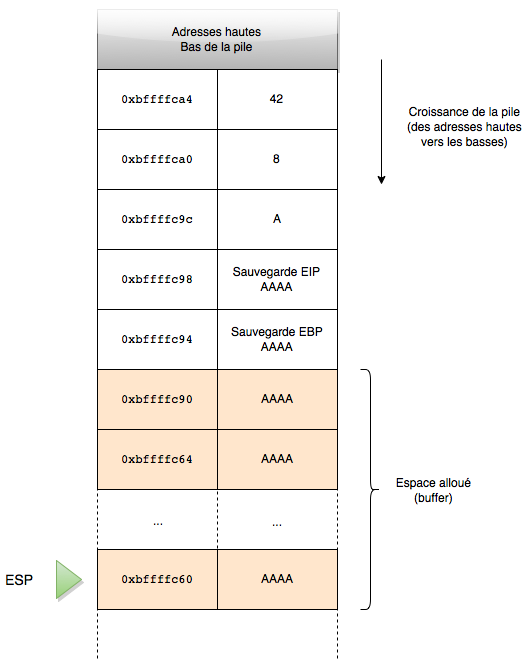 Adresses hautes
Bas de la pile
0xbffffca4 42
Croissance de la pile
(des adresses hautes
vers les basses)
0xbffffca0 8
0xbffffc9c A
0xbffffc98 Sauvegarde EIP
AAAA
0xbffffc94 Sauvegarde EBP
AAAA
0xbffffc90 AAAA
0xbffffc64 AAAA
Espace alloué
(buffer)
... ...
ESP 0xbffffc60 AAAA